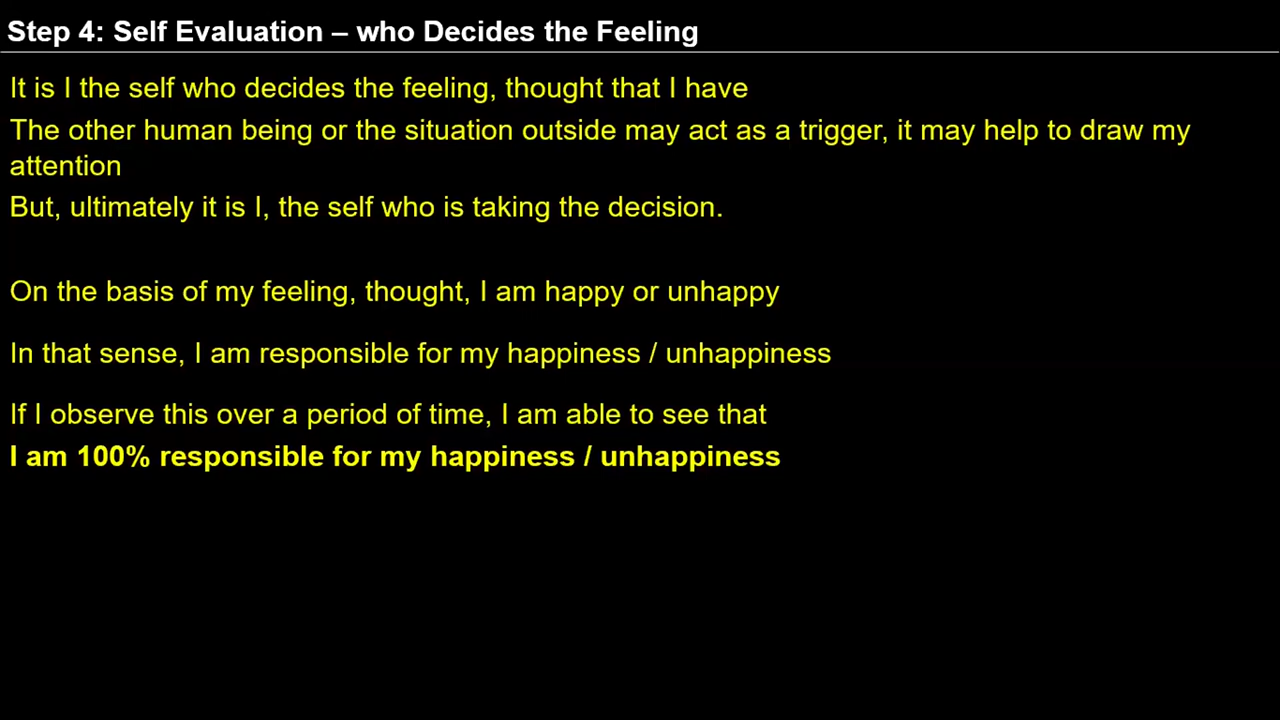 Step 4: Self Evaluation – who Decides the Feeling
It is I the self who decides the feeling, thought that I have
The other human being or the situation outside may act as a trigger, it may help to draw my
attention
But, ultimately it is I, the self who is taking the decision.
On the basis of my feeling, thought, I am happy or unhappy
In that sense, I am responsible for my happiness / unhappiness
If I observe this over a period of time, I am able to see that
I am 100% responsible for my happiness / unhappiness